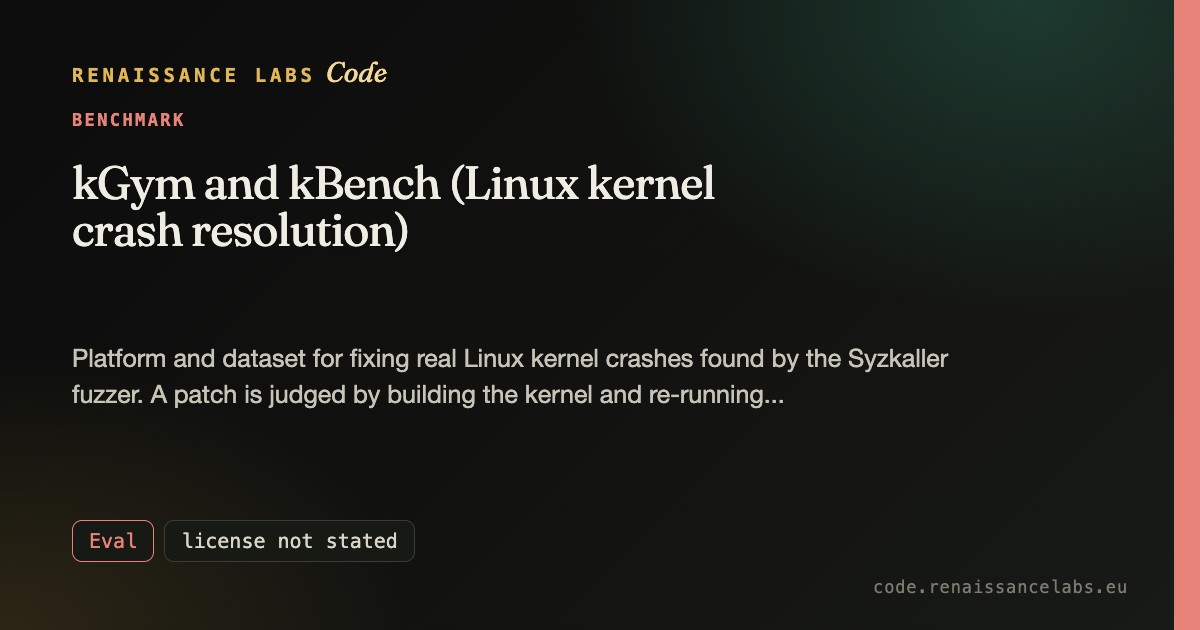 RENAISSANCE LABS Code
BENCHMARK
kGym and kBench (Linux kernel
crash resolution)
Platform and dataset for fixing real Linux kernel crashes found by the Syzkaller
fuzzer. A patch is judged by building the kernel and re-running...
Eval license not stated
code.renaissancelabs.eu